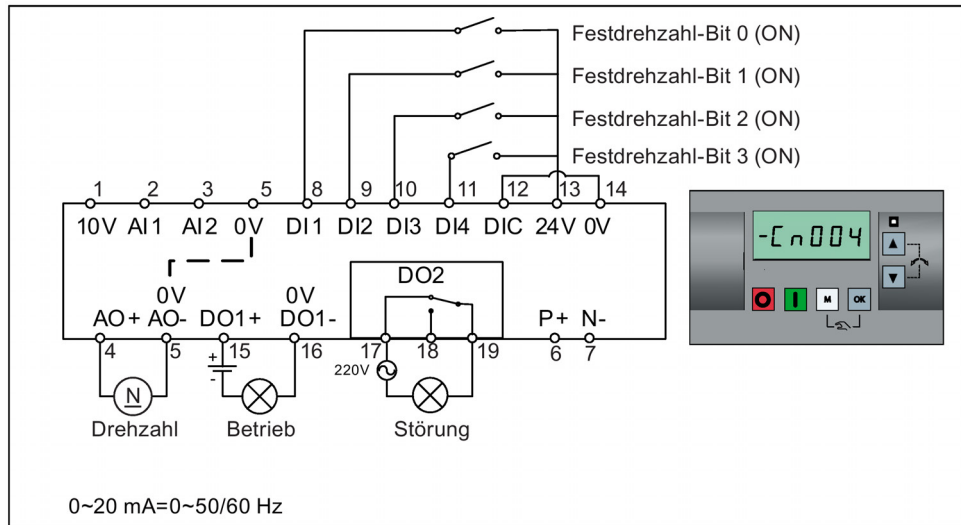 Festdrehzahl-Bit 0 (ON)
Festdrehzahl-Bit 1 (ON)
Festdrehzahl-Bit 2 (ON)
Festdrehzahl-Bit 3 (ON)
1 2 3 5 8 9 10 11 12 13 14
10V AI1 AI2 0V DI1 DI2 DI3 DI4 DIC 24V 0V
-Cn004
M OK
DO2
0V 0V
AO+ AO- DO1+ DO1- P+ N-
4 5 15 16 17 18 19 6 7
+
-
220V
N
Drehzahl Betrieb Störung
0~20 mA=0~50/60 Hz